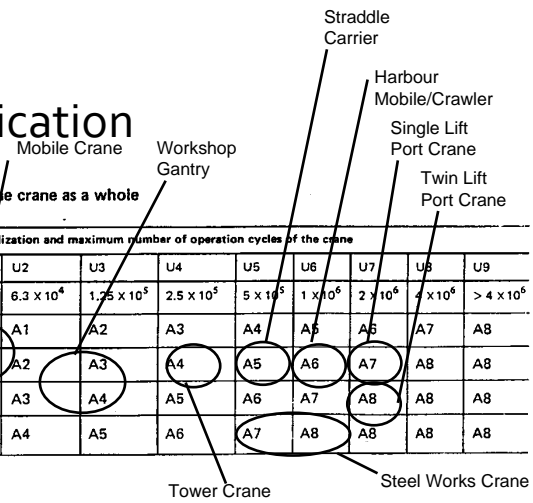 Straddle
Carrier
Harbour
Mobile/Crawler
ication
Mobile Crane
Workshop
Gantry
Single Lift
Port Crane
Twin Lift
Port Crane
e crane as a whole
lization and maximum number of operation cycles of the crane
U2 U3 U4 U5 U6 U7 U8 U9
6.3 x 10⁴ 1.25 x 10⁵ 2.5 x 10⁵ 5 x 10⁵ 1 x 10⁶ 2 x 10⁶ 4 x 10⁶ > 4 x 10⁶
A1 A2 A3 A4 A5 A6 A7 A8
A2 A3 A4 A5 A6 A7 A8 A8
A3 A4 A5 A6 A7 A8 A8 A8
A4 A5 A6 A7 A8 A8 A8 A8
Tower Crane
Steel Works Crane